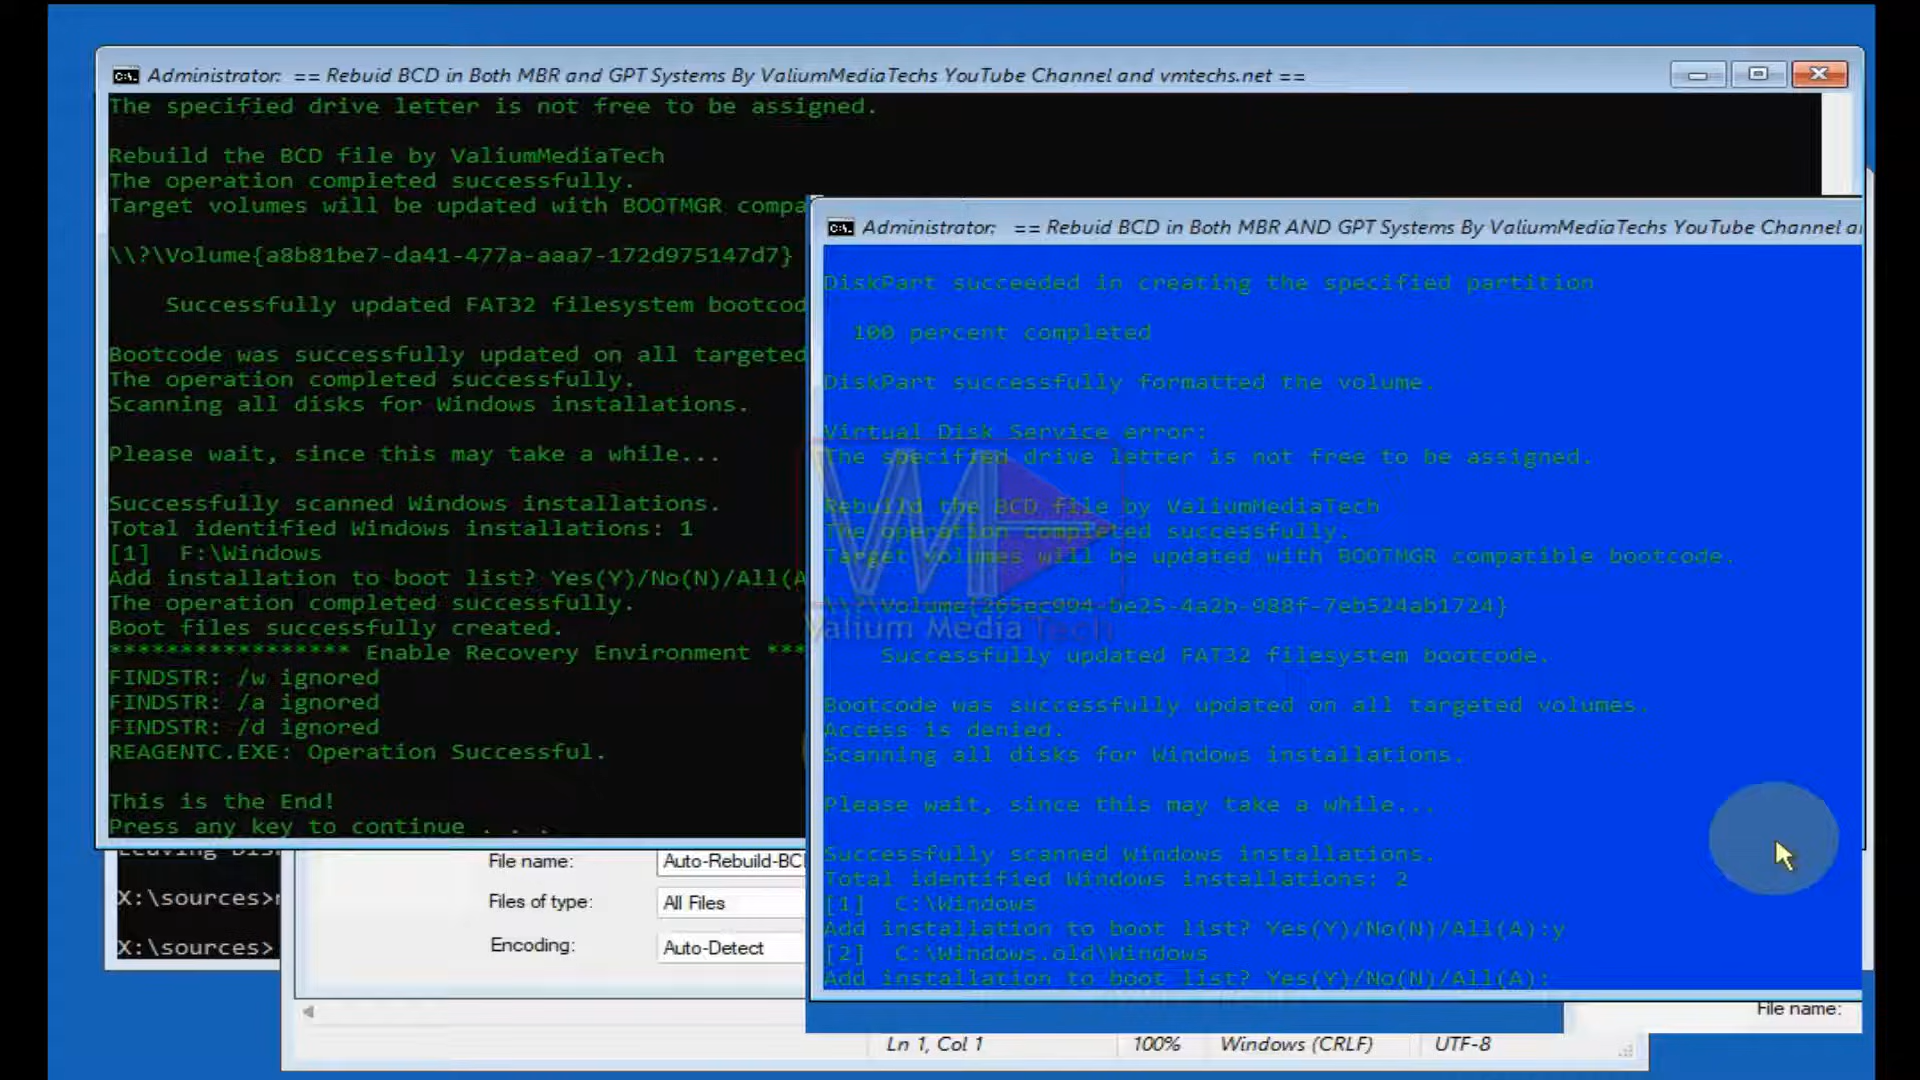 Administrator:  == Rebuid BCD in Both MBR and GPT Systems By ValiumMediaTechs YouTube Channel and vmtechs.net ==
The specified drive letter is not free to be assigned.
Rebuild the BCD file by ValiumMediaTech
The operation completed successfully.
Target volumes will be updated with BOOTMGR compa
\\?\Volume{a8b81be7-da41-477a-aaa7-172d975147d7}
Successfully updated FAT32 filesystem bootcod
Bootcode was successfully updated on all targeted
The operation completed successfully.
Scanning all disks for Windows installations.
Please wait, since this may take a while...
Successfully scanned Windows installations.
Total identified Windows installations: 1
[1]  F:\Windows
Add installation to boot list? Yes(Y)/No(N)/All(A
The operation completed successfully.
Boot files successfully created.
***************** Enable Recovery Environment ***
FINDSTR: /w ignored
FINDSTR: /a ignored
FINDSTR: /d ignored
REAGENTC.EXE: Operation Successful.
This is the End!
Press any key to continue . . .
X:\sources>
X:\sources>
File name: Auto-Rebuild-BC
Files of type: All Files
Encoding: Auto-Detect
Administrator:  == Rebuid BCD in Both MBR AND GPT Systems By ValiumMediaTechs YouTube Channel
DiskPart succeeded in creating the specified partition
100 percent completed
DiskPart successfully formatted the volume.
Virtual Disk Service error:
The specified drive letter is not free to be assigned.
Rebuild the BCD file by ValiumMediaTech
The operation completed successfully.
Target volumes will be updated with BOOTMGR compatible bootcode.
\\?\Volume{265ec994-be25-4a2b-988f-7eb524ab1724}
Valium MediaTech
Successfully updated FAT32 filesystem bootcode.
Bootcode was successfully updated on all targeted volumes.
Access is denied.
Scanning all disks for Windows installations.
Please wait, since this may take a while...
Successfully scanned Windows installations.
Total identified Windows installations: 2
[1]  C:\Windows
Add installation to boot list? Yes(Y)/No(N)/All(A):y
[2]  C:\Windows.old\Windows
Add installation to boot list? Yes(Y)/No(N)/All(A):
File name:
Ln 1, Col 1 100% Windows (CRLF) UTF-8